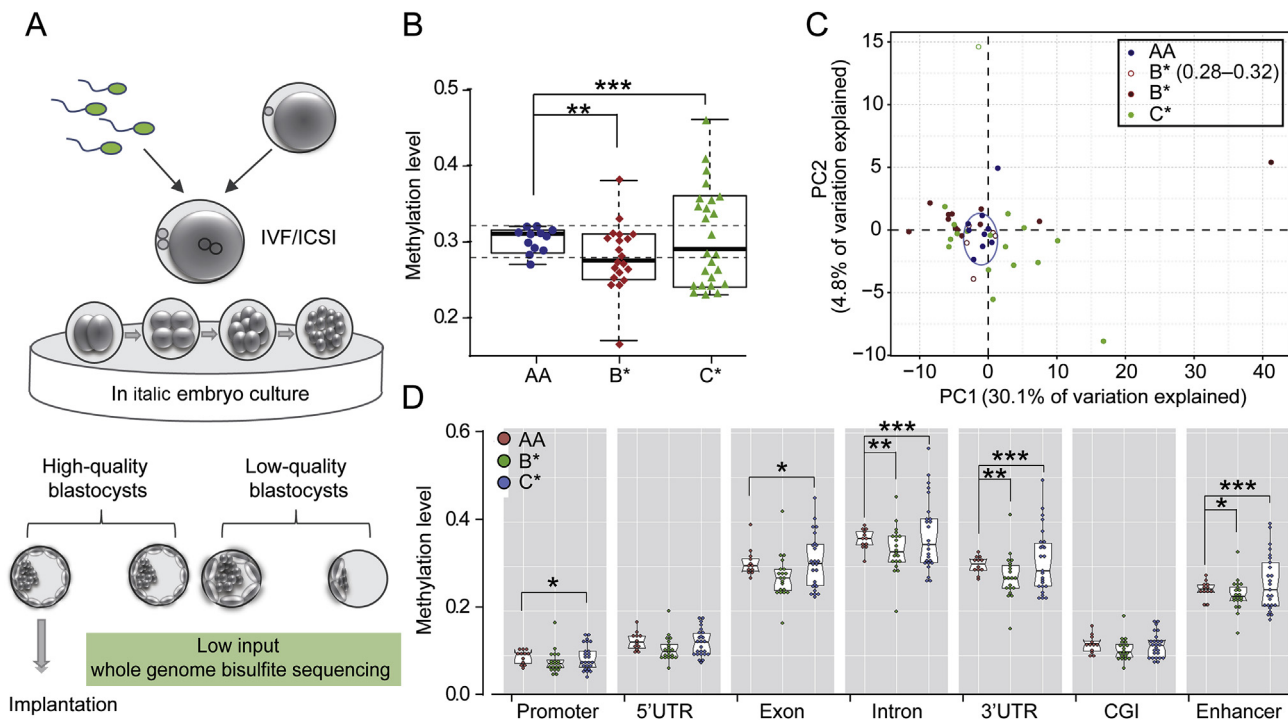 A
IVF/ICSI
In italic embryo culture
High-quality
blastocysts
Low-quality
blastocysts
Low input
whole genome bisulfite sequencing
Implantation
B
Methylation level
0.5
0.4
0.3
0.2
***
**
AA
B*
C*
C
PC2
(4.8% of variation explained)
15
10
5
0
−5
−10
AA
B* (0.28–0.32)
B*
C*
−10
0
10
20
30
40
PC1 (30.1% of variation explained)
D
Methylation level
0.6
0.4
0.2
0.0
AA
B*
C*
*
*
***
**
***
**
***
*
Promoter
5'UTR
Exon
Intron
3'UTR
CGI
Enhancer